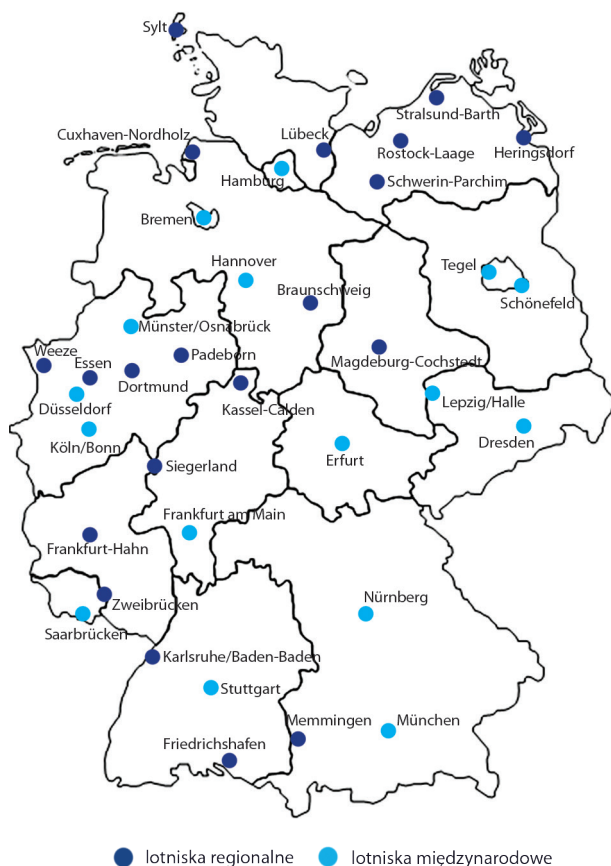 Sylt
Stralsund-Barth
Cuxhaven-Nordholz
Lübeck
Rostock-Laage
Heringsdorf
Hamburg
Schwerin-Parchim
Bremen
Hannover
Tegel
Braunschweig
Schönefeld
Münster/Osnabrück
Weeze
Essen
Padeborn
Magdeburg-Cochstedt
Dortmund
Düsseldorf
Kassel-Calden
Lepzig/Halle
Köln/Bonn
Dresden
Erfurt
Siegerland
Frankfurt am Main
Frankfurt-Hahn
Nürnberg
Zweibrücken
Saarbrücken
Karlsruhe/Baden-Baden
Stuttgart
Memmingen
München
Friedrichshafen
lotniska regionalne
lotniska międzynarodowe